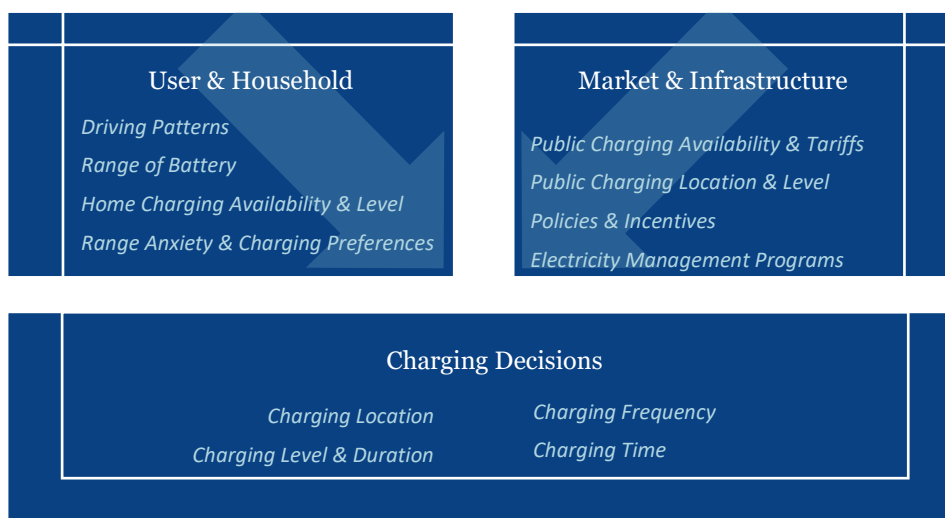 User & Household
Driving Patterns
Range of Battery
Home Charging Availability & Level
Range Anxiety & Charging Preferences
Market & Infrastructure
Public Charging Availability & Tariffs
Public Charging Location & Level
Policies & Incentives
Electricity Management Programs
Charging Decisions
Charging Location
Charging Level & Duration
Charging Frequency
Charging Time